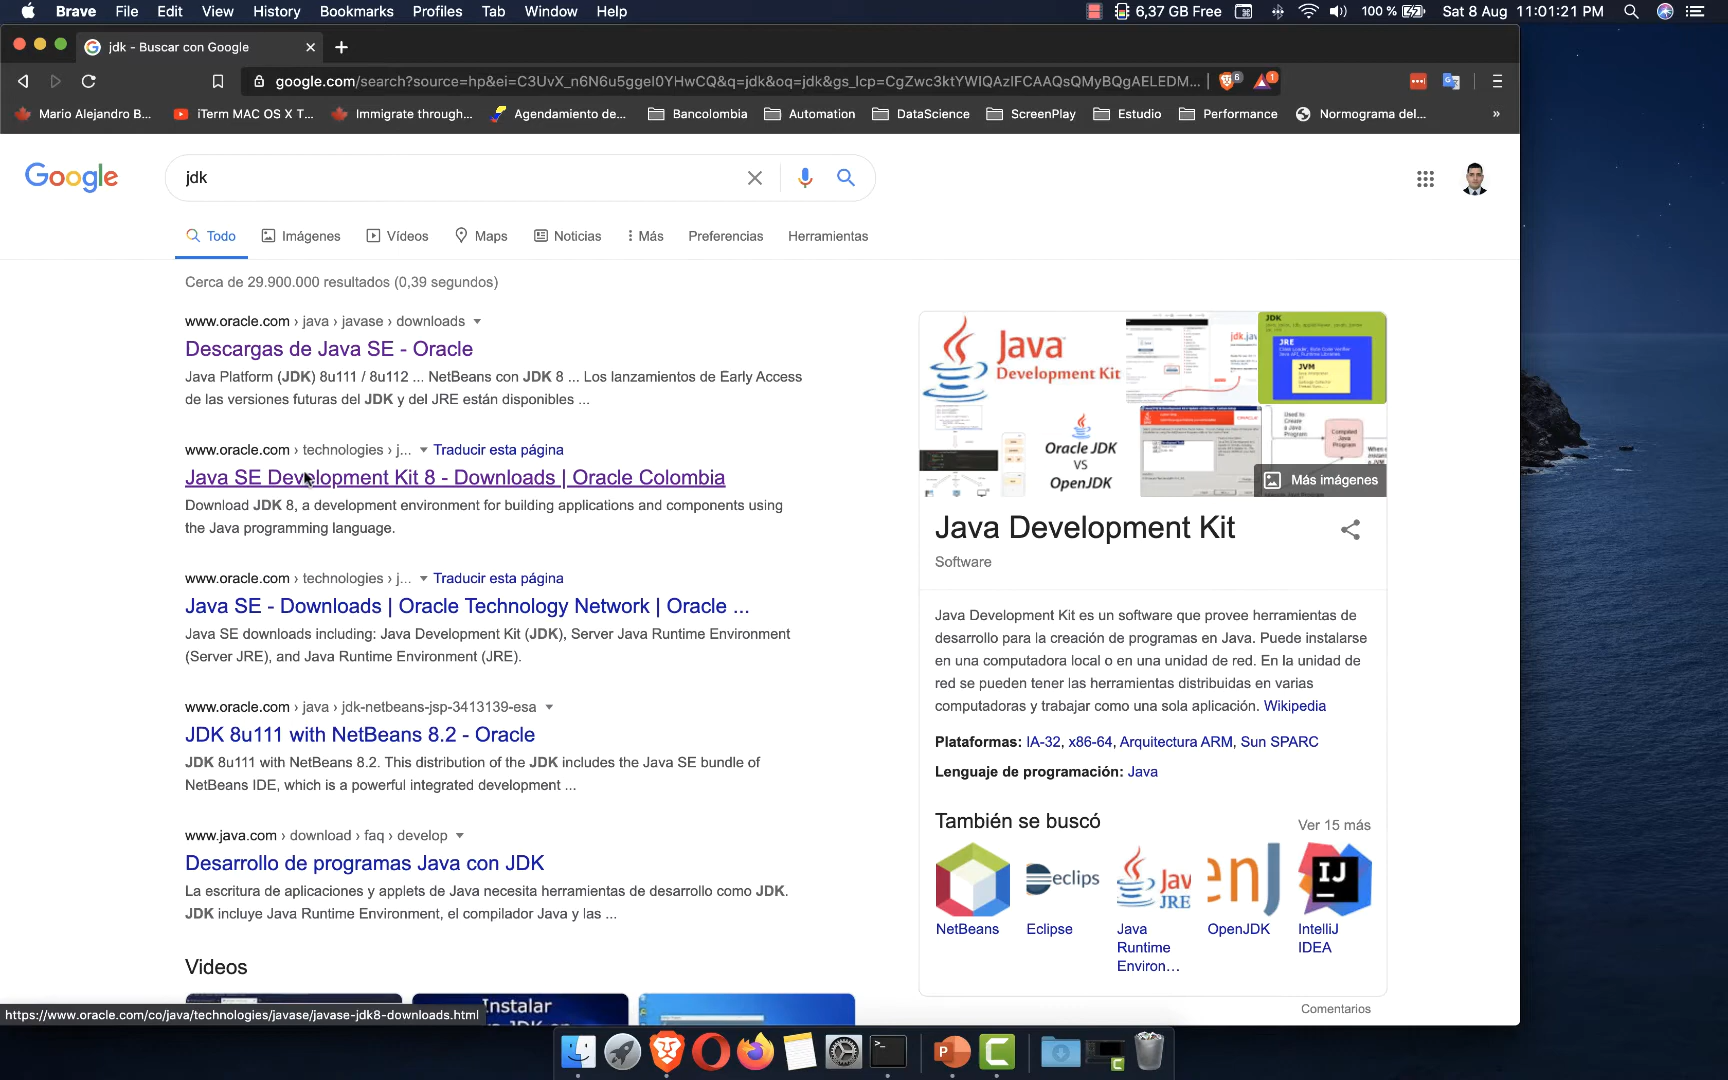 Brave File Edit View History Bookmarks Profiles Tab Window Help 6,37 GB Free 100 % Sat 8 Aug 11:01:21 PM
jdk - Buscar con Google
google.com/search?source=hp&ei=C3UvX_n6N6u5ggeI0YHwCQ&q=jdk&oq=jdk&gs_lcp=CgZwc3ktYWIQAzIFCAAQsQMyBQgAELEDM... 6 1
Mario Alejandro B... iTerm MAC OS X T... Immigrate through... Agendamiento de... Bancolombia Automation DataScience ScreenPlay Estudio Performance Normograma del... »
Google
jdk
Todo Imágenes Vídeos Maps Noticias Más Preferencias Herramientas
Cerca de 29.900.000 resultados (0,39 segundos)
www.oracle.com › java › javase › downloads
Descargas de Java SE - Oracle
Java Platform (JDK) 8u111 / 8u112 ... NetBeans con JDK 8 ... Los lanzamientos de Early Access
de las versiones futuras del JDK y del JRE están disponibles ...
www.oracle.com › technologies › j... Traducir esta página
Java SE Development Kit 8 - Downloads | Oracle Colombia
Download JDK 8, a development environment for building applications and components using
the Java programming language.
www.oracle.com › technologies › j... Traducir esta página
Java SE - Downloads | Oracle Technology Network | Oracle ...
Java SE downloads including: Java Development Kit (JDK), Server Java Runtime Environment
(Server JRE), and Java Runtime Environment (JRE).
www.oracle.com › java › jdk-netbeans-jsp-3413139-esa
JDK 8u111 with NetBeans 8.2 - Oracle
JDK 8u111 with NetBeans 8.2. This distribution of the JDK includes the Java SE bundle of
NetBeans IDE, which is a powerful integrated development ...
www.java.com › download › faq › develop
Desarrollo de programas Java con JDK
La escritura de aplicaciones y applets de Java necesita herramientas de desarrollo como JDK.
JDK incluye Java Runtime Environment, el compilador Java y las ...
Videos
Instalar
https://www.oracle.com/co/java/technologies/javase/javase-jdk8-downloads.html
Java
Development Kit
jdk.jav
JDK
JRE
JVM
Oracle JDK
VS
OpenJDK
Used to
Create a
Java
Program
Compiled
Java
Program
Más imágenes
Java Development Kit
Software
Java Development Kit es un software que provee herramientas de
desarrollo para la creación de programas en Java. Puede instalarse
en una computadora local o en una unidad de red. En la unidad de
red se pueden tener las herramientas distribuidas en varias
computadoras y trabajar como una sola aplicación. Wikipedia
Plataformas: IA-32, x86-64, Arquitectura ARM, Sun SPARC
Lenguaje de programación: Java
También se buscó
Ver 15 más
eclips
Jav
JRE
enJ
IJ
NetBeans
Eclipse
Java
Runtime
Environ...
OpenJDK
IntelliJ
IDEA
Comentarios